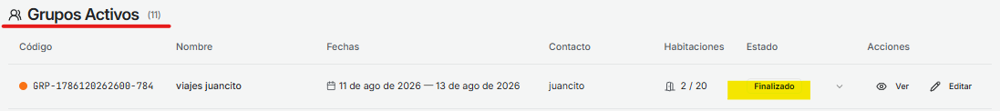 Grupos Activos (11)
Código Nombre Fechas Contacto Habitaciones Estado Acciones
GRP-1786120262600-784 viajes juancito 11 de ago de 2026 — 13 de ago de 2026 juancito 2 / 20 Finalizado Ver Editar